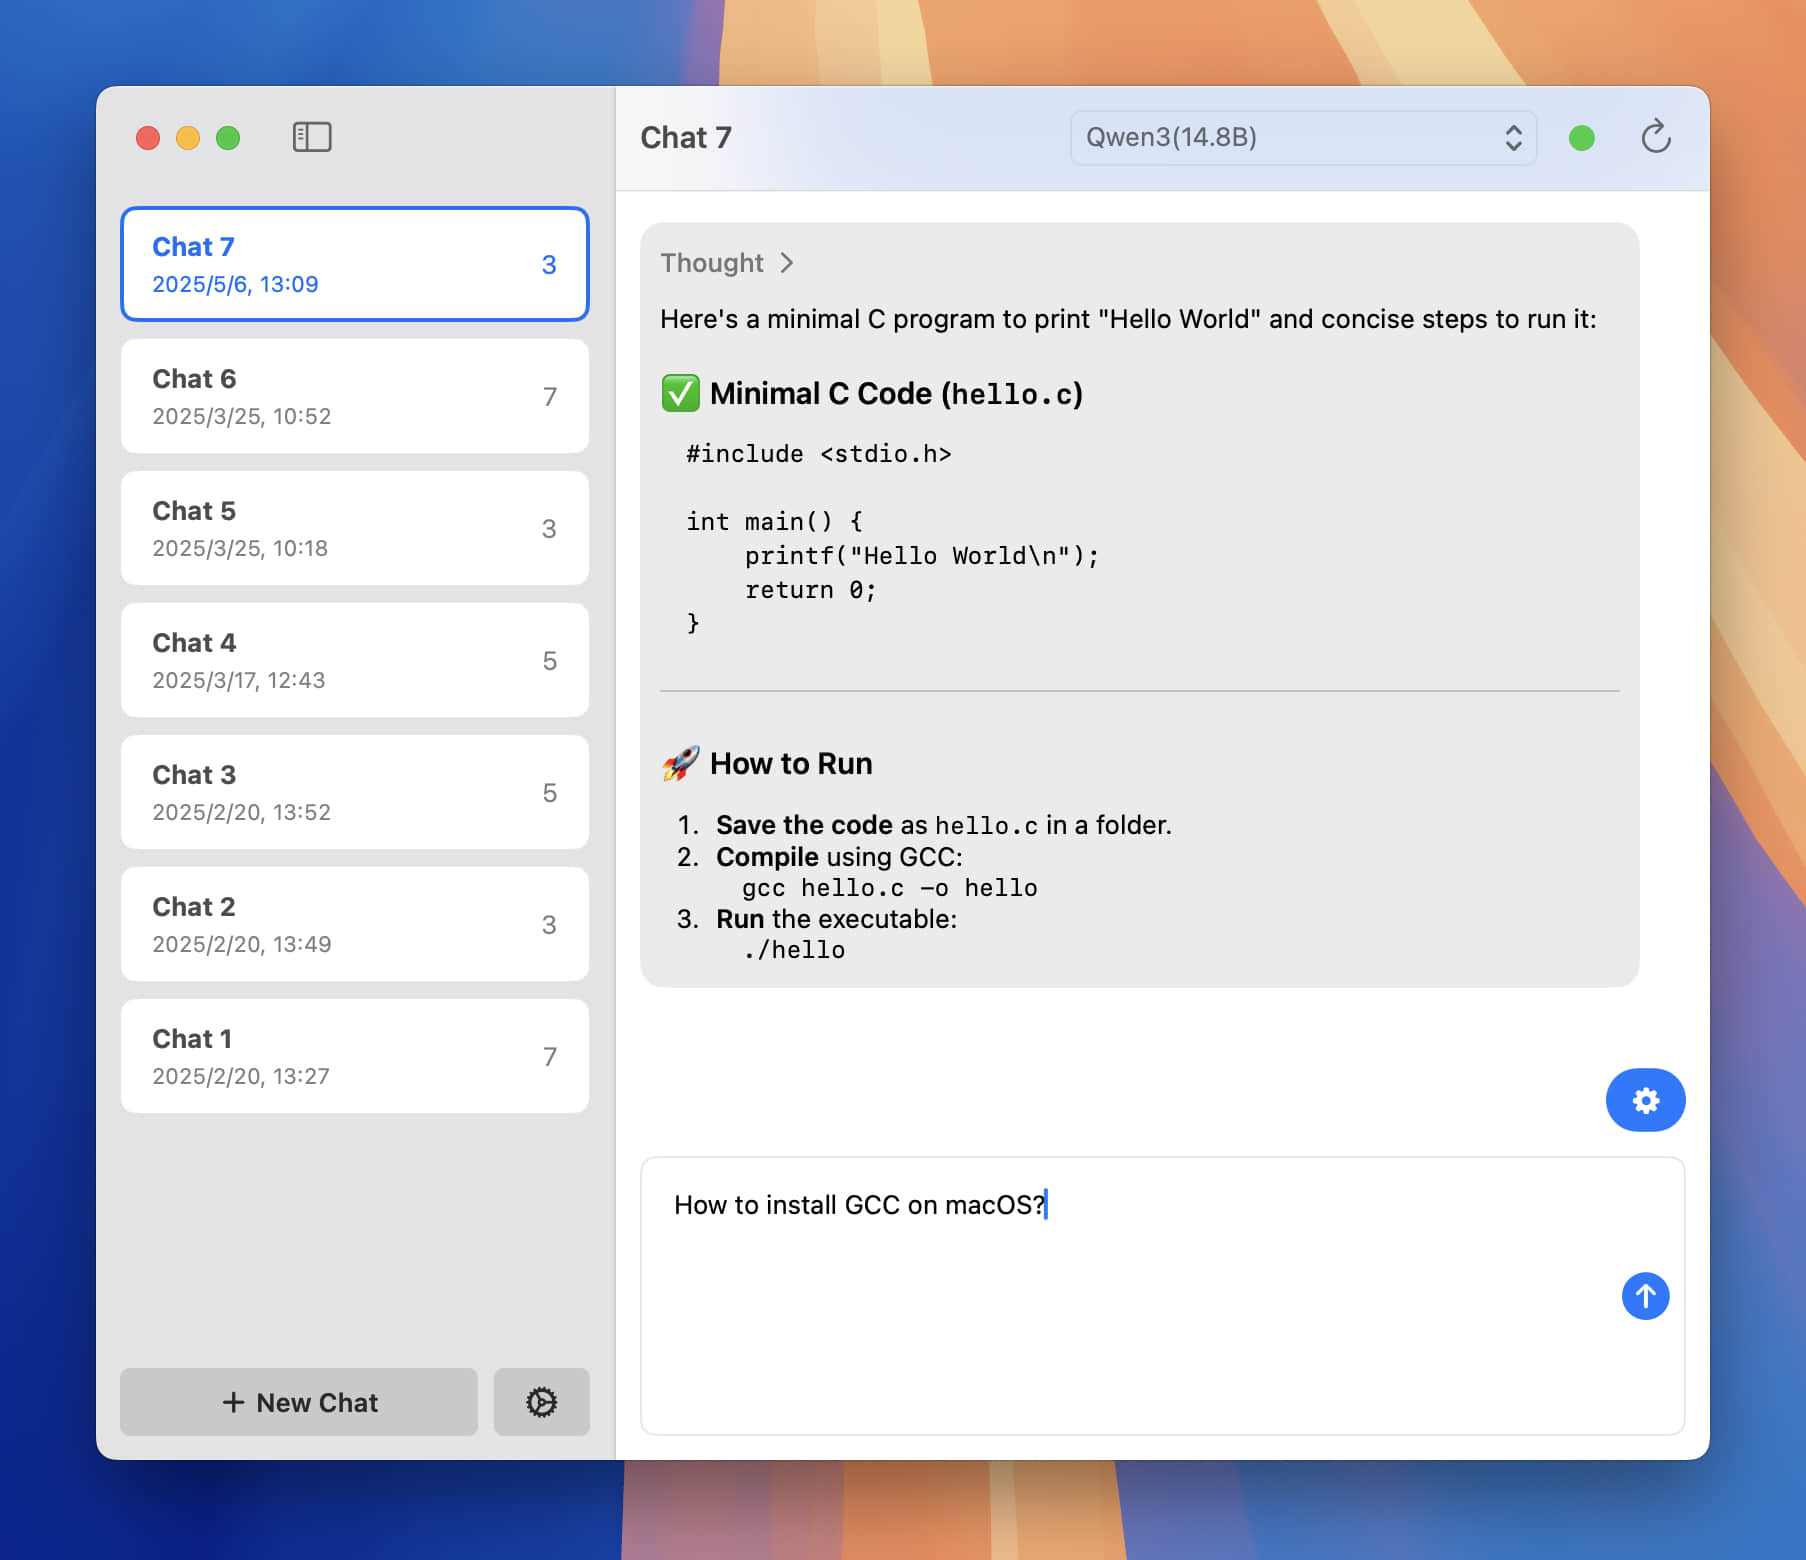 Chat 7
2025/5/6, 13:09
3
Chat 6
2025/3/25, 10:52
7
Chat 5
2025/3/25, 10:18
3
Chat 4
2025/3/17, 12:43
5
Chat 3
2025/2/20, 13:52
5
Chat 2
2025/2/20, 13:49
3
Chat 1
2025/2/20, 13:27
7
+ New Chat
Chat 7
Qwen3(14.8B)
Thought >
Here's a minimal C program to print "Hello World" and concise steps to run it:
✅ Minimal C Code (hello.c)
#include <stdio.h>
int main() {
    printf("Hello World\n");
    return 0;
}
🚀 How to Run
1. Save the code as hello.c in a folder.
2. Compile using GCC:
gcc hello.c -o hello
3. Run the executable:
./hello
How to install GCC on macOS?